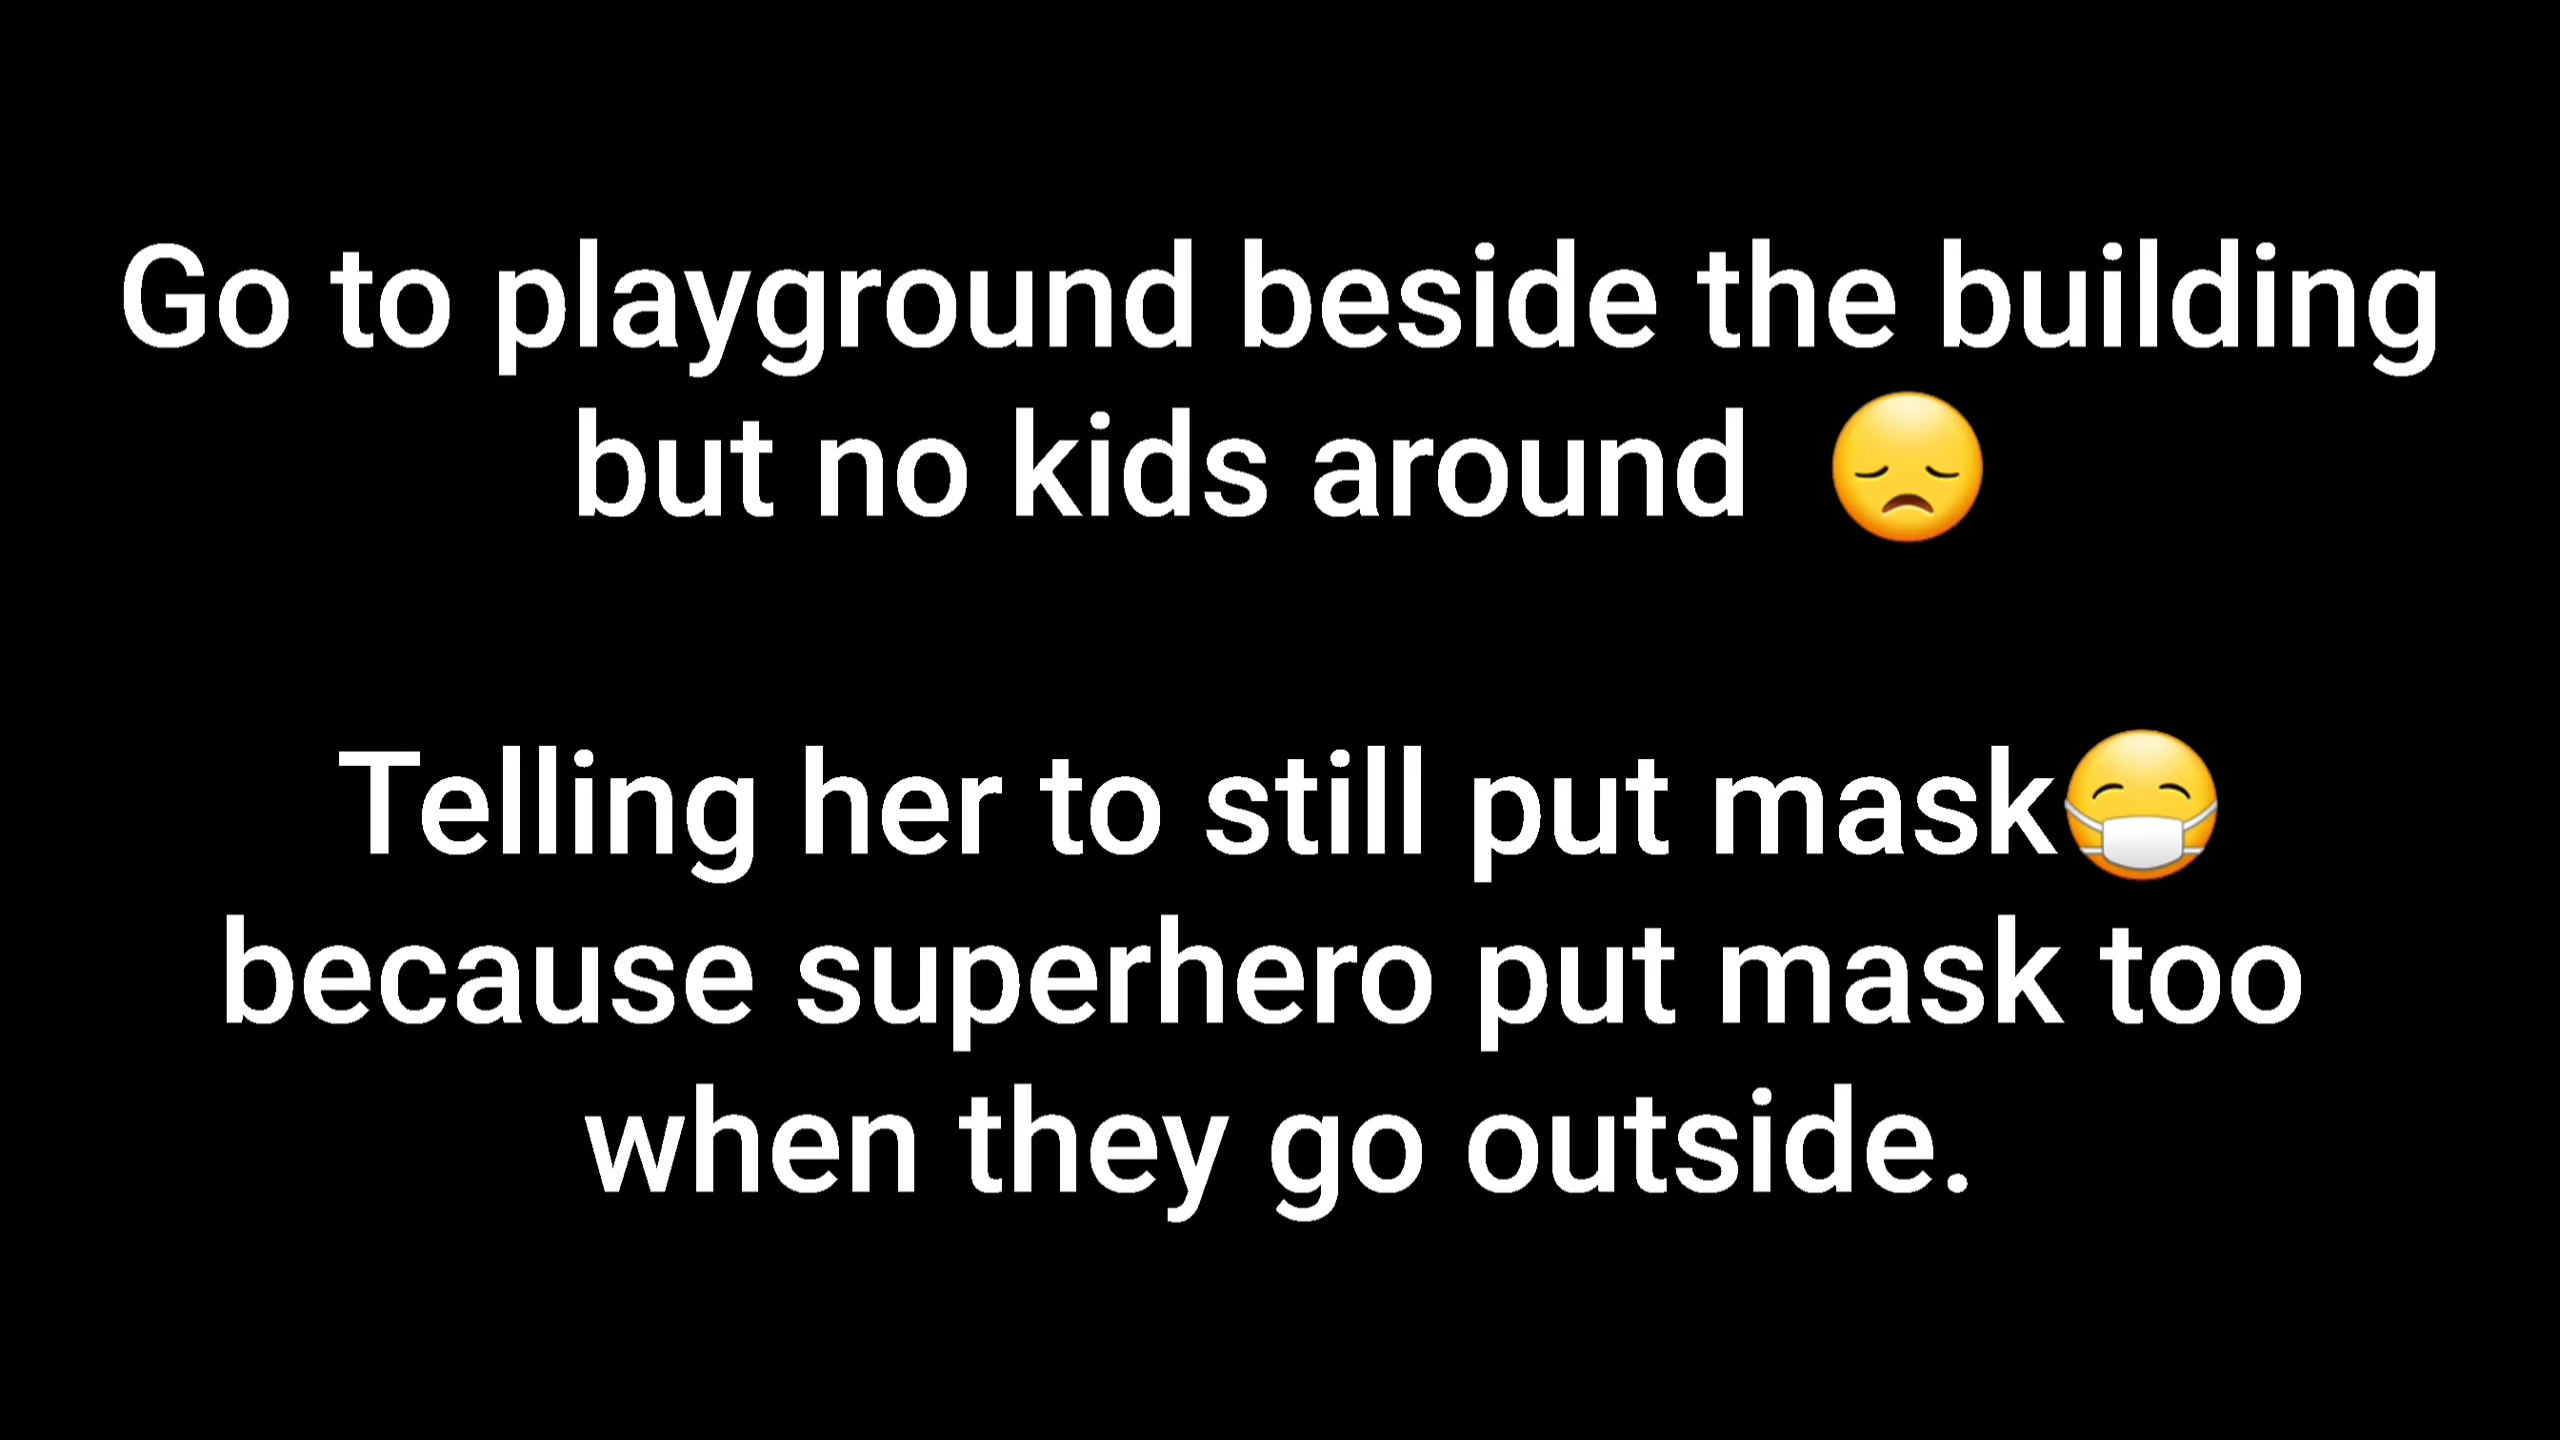 Go to playground beside the building
but no kids around 😞
Telling her to still put mask😷
because superhero put mask too
when they go outside.